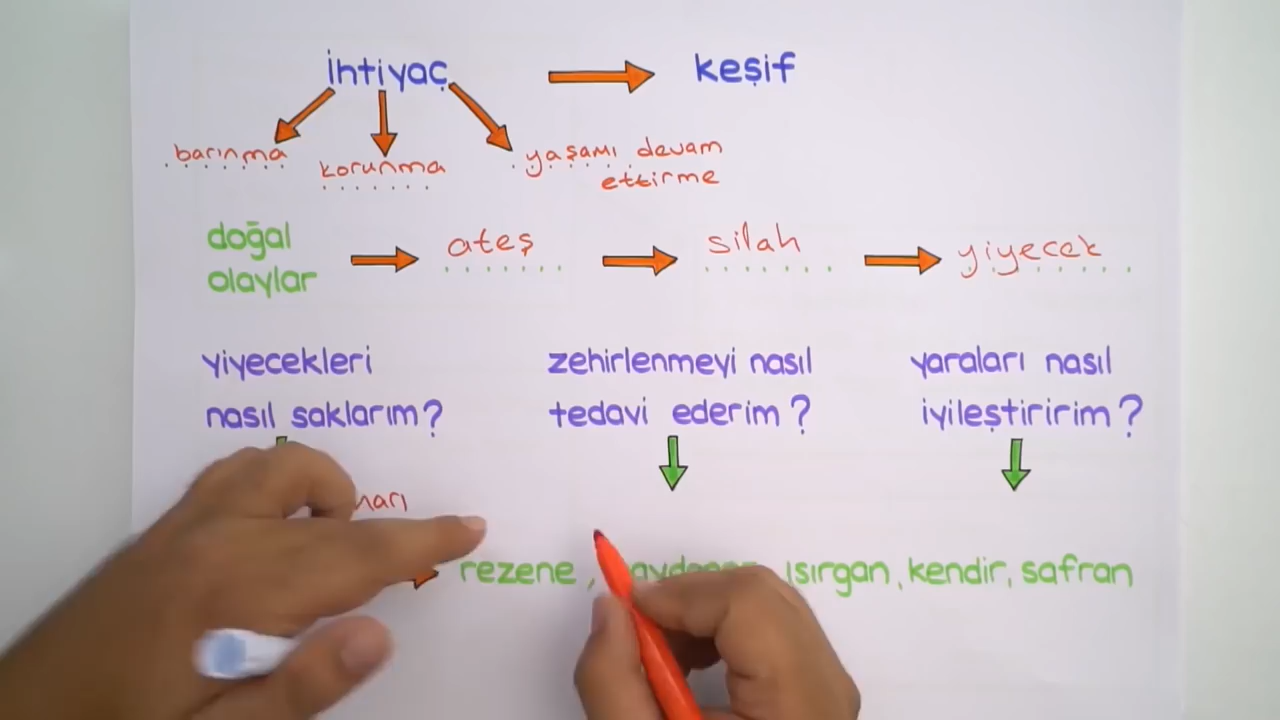 ihtiyaç keşif
barınma korunma yaşamı devam
ettirme
doğal
olaylar ateş silah yiyecek
yiyecekleri zehirlenmeyi nasıl yaraları nasıl
nasıl saklarım? tedavi ederim? iyileştiririm?
rezene, ısırgan, kendir, safran